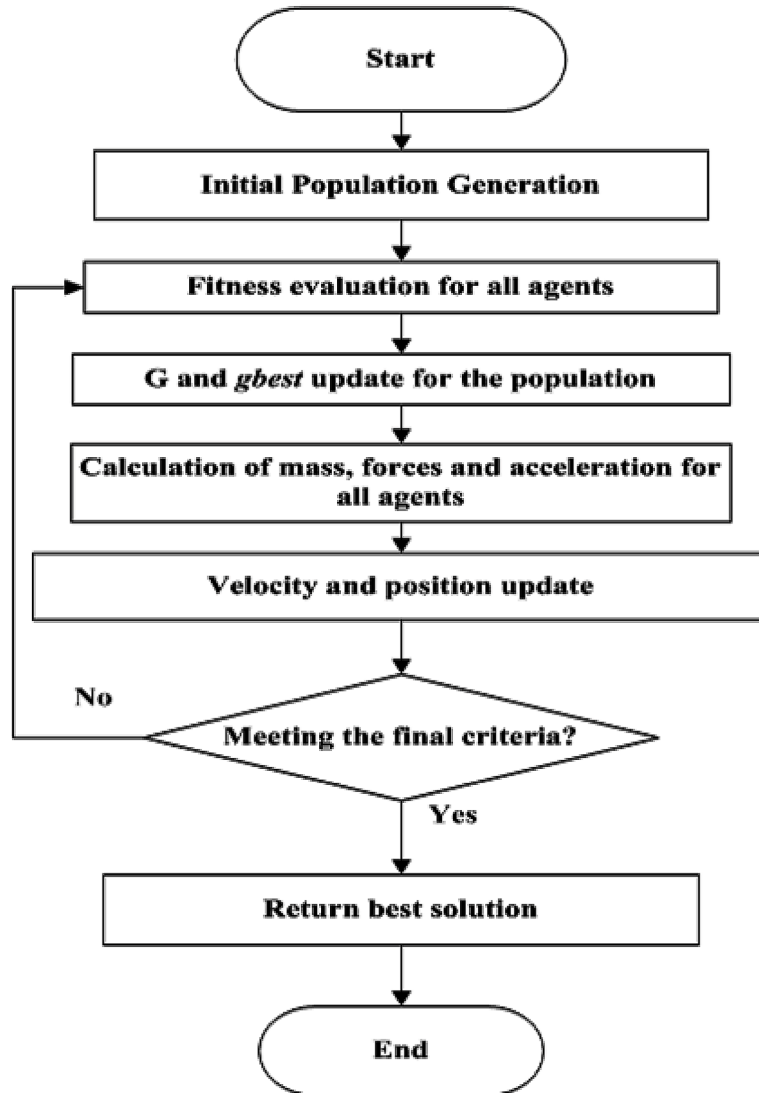 Start
Initial Population Generation
Fitness evaluation for all agents
G and gbest update for the population
Calculation of mass, forces and acceleration for
all agents
Velocity and position update
No
Meeting the final criteria?
Yes
Return best solution
End